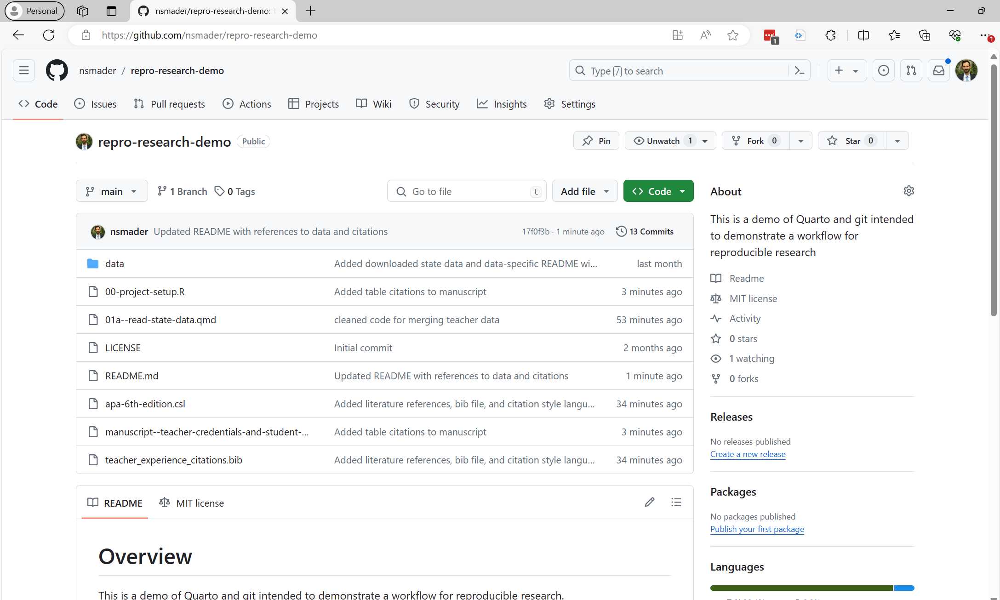 Personal
nsmader/repro-research-demo:
https://github.com/nsmader/repro-research-demo
1
nsmader / repro-research-demo
Type / to search
Code
Issues
Pull requests
Actions
Projects
Wiki
Security
Insights
Settings
repro-research-demo
Public
Pin
Unwatch 1
Fork 0
Star 0
main
1 Branch
0 Tags
Go to file
t
Add file
Code
nsmader Updated README with references to data and citations
17f0f3b · 1 minute ago
13 Commits
data Added downloaded state data and data-specific README wi... last month
00-project-setup.R Added table citations to manuscript 3 minutes ago
01a--read-state-data.qmd cleaned code for merging teacher data 53 minutes ago
LICENSE Initial commit 2 months ago
README.md Updated README with references to data and citations 1 minute ago
apa-6th-edition.csl Added literature references, bib file, and citation style langu... 34 minutes ago
manuscript--teacher-credentials-and-student-... Added table citations to manuscript 3 minutes ago
teacher_experience_citations.bib Added literature references, bib file, and citation style langu... 34 minutes ago
README
MIT license
Overview
This is a demo of Quarto and git intended to demonstrate a workflow for reproducible research.
About
This is a demo of Quarto and git intended
to demonstrate a workflow for
reproducible research
Readme
MIT license
Activity
0 stars
1 watching
0 forks
Releases
No releases published
Create a new release
Packages
No packages published
Publish your first package
Languages